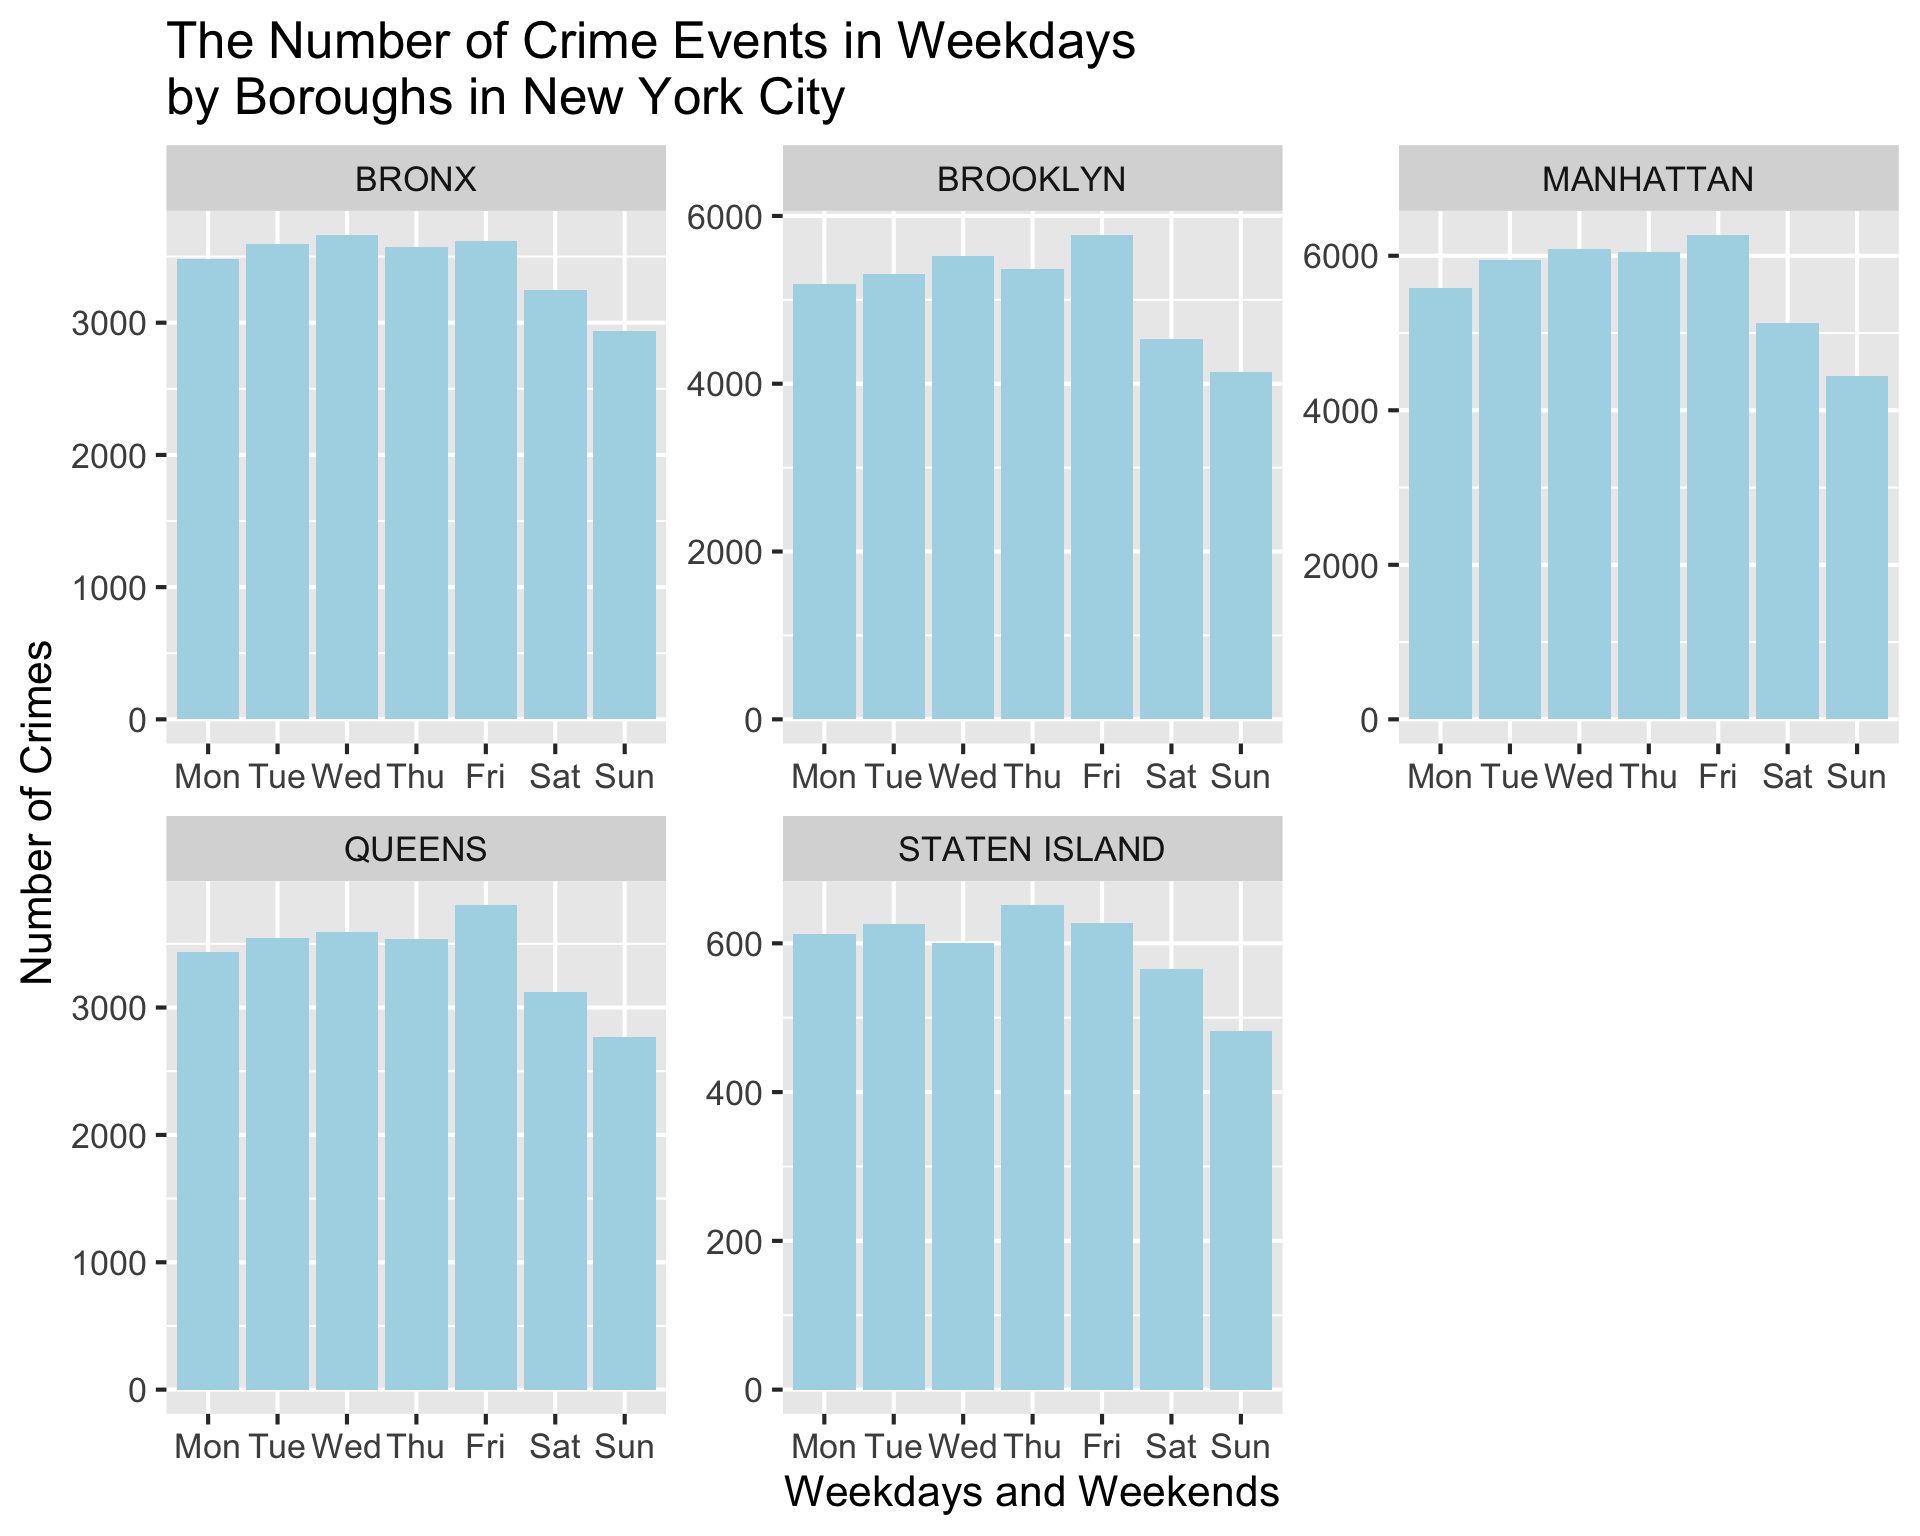 The Number of Crime Events in Weekdays
by Boroughs in New York City
Number of Crimes
BRONX
3000
2000
1000
0
Mon Tue Wed Thu Fri Sat Sun
BROOKLYN
6000
4000
2000
0
Mon Tue Wed Thu Fri Sat Sun
MANHATTAN
6000
4000
2000
0
Mon Tue Wed Thu Fri Sat Sun
QUEENS
3000
2000
1000
0
Mon Tue Wed Thu Fri Sat Sun
STATEN ISLAND
600
400
200
0
Mon Tue Wed Thu Fri Sat Sun
Weekdays and Weekends